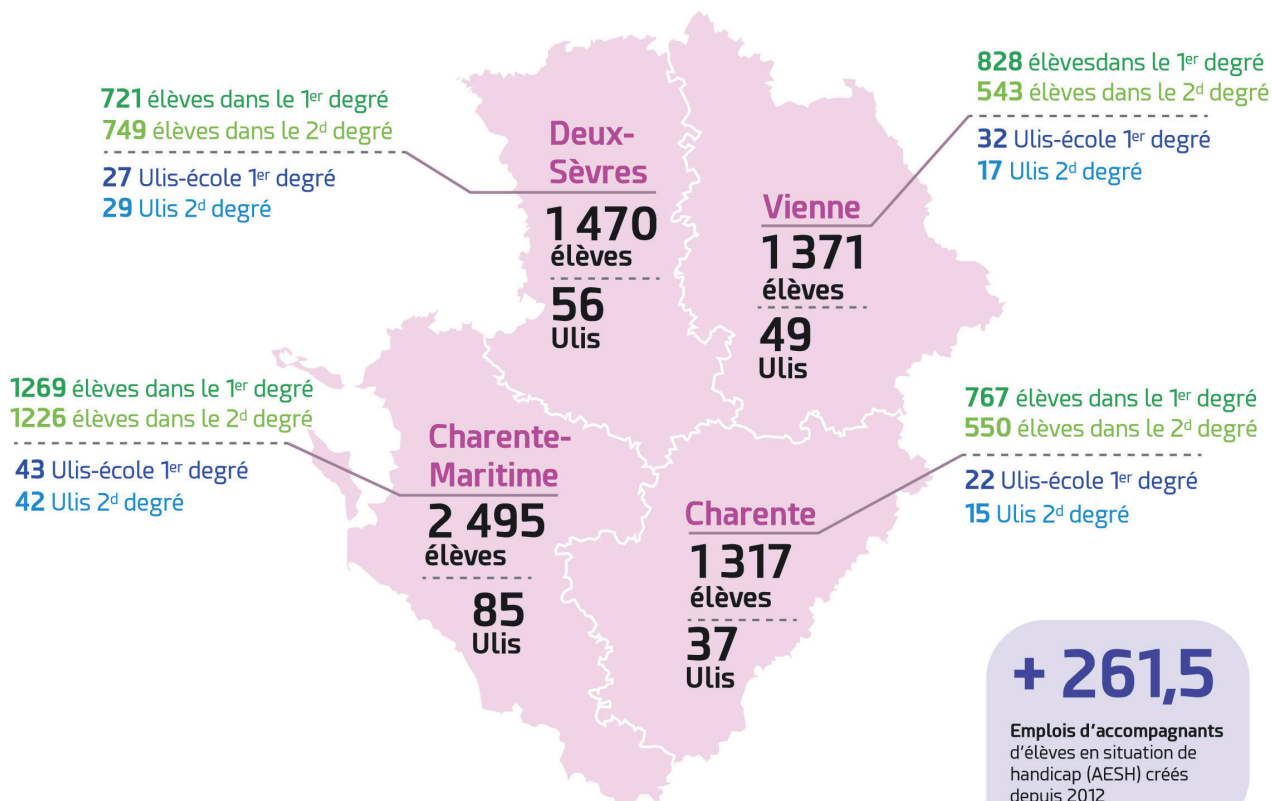 721 élèves dans le 1er degré
749 élèves dans le 2d degré
27 Ulis-école 1er degré
29 Ulis 2d degré
Deux-
Sèvres
1 470
élèves
56
Ulis
828 élèvesdans le 1er degré
543 élèves dans le 2d degré
32 Ulis-école 1er degré
17 Ulis 2d degré
Vienne
1 371
élèves
49
Ulis
1269 élèves dans le 1er degré
1226 élèves dans le 2d degré
43 Ulis-école 1er degré
42 Ulis 2d degré
Charente-
Maritime
2 495
élèves
85
Ulis
767 élèves dans le 1er degré
550 élèves dans le 2d degré
22 Ulis-école 1er degré
15 Ulis 2d degré
Charente
1 317
élèves
37
Ulis
+ 261,5
Emplois d'accompagnants
d'élèves en situation de
handicap (AESH) créés
depuis 2012